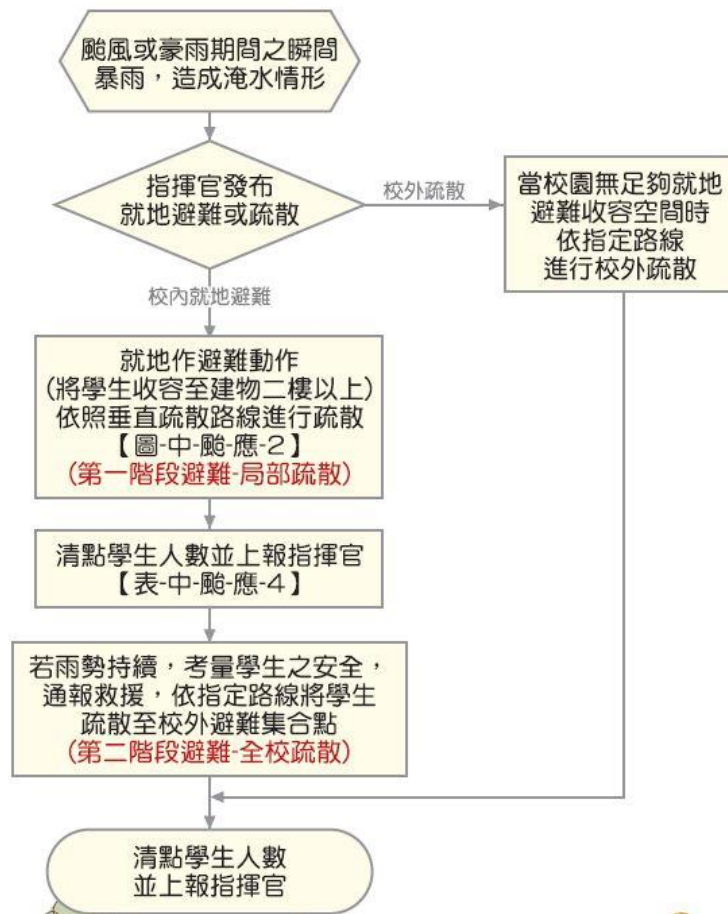 颱風或豪雨期間之瞬間
暴雨，造成淹水情形
指揮官發布
就地避難或疏散
校外疏散
當校園無足夠就地
避難收容空間時
依指定路線
進行校外疏散
校內就地避難
就地作避難動作
(將學生收容至建物二樓以上)
依照垂直疏散路線進行疏散
【圖-中-颱-應-2】
(第一階段避難-局部疏散)
清點學生人數並上報指揮官
【表-中-颱-應-4】
若雨勢持續，考量學生之安全，
通報救援，依指定路線將學生
疏散至校外避難集合點
(第二階段避難-全校疏散)
清點學生人數
並上報指揮官